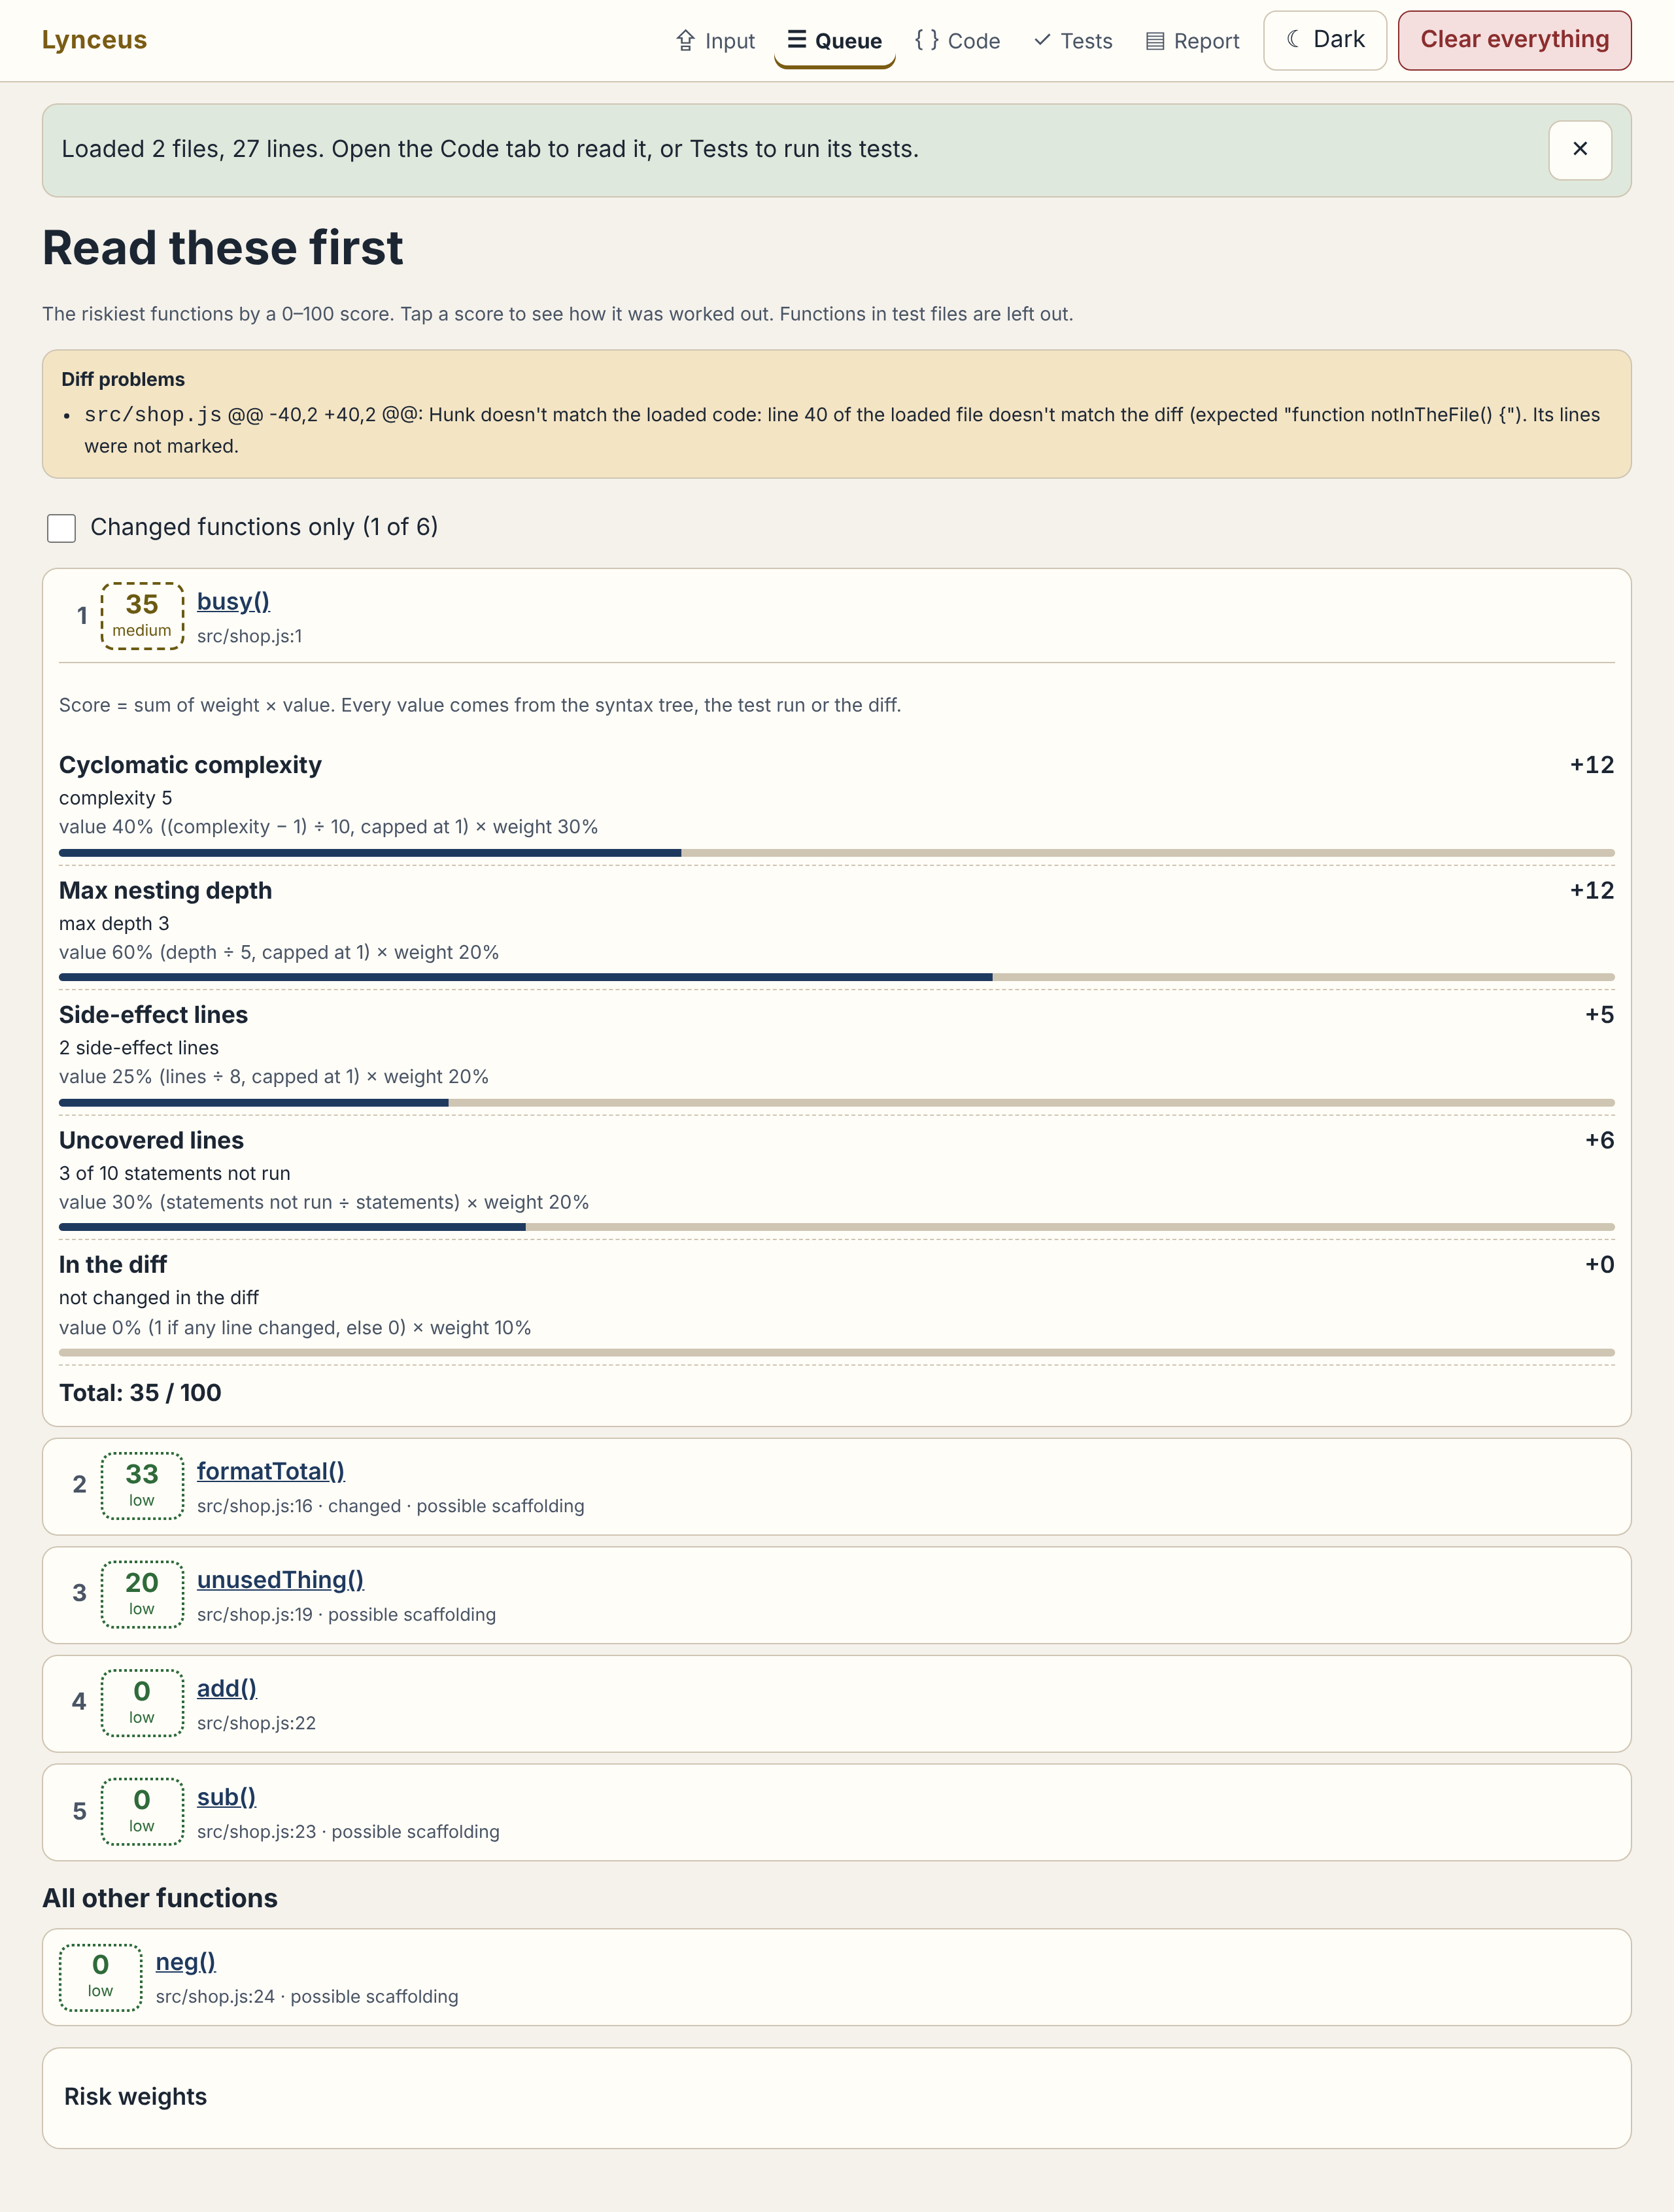 Lynceus
Input
Queue
{ } Code
✓ Tests
Report
☾ Dark
Clear everything
Loaded 2 files, 27 lines. Open the Code tab to read it, or Tests to run its tests.
×
Read these first
The riskiest functions by a 0–100 score. Tap a score to see how it was worked out. Functions in test files are left out.
Diff problems
• src/shop.js @@ -40,2 +40,2 @@: Hunk doesn't match the loaded code: line 40 of the loaded file doesn't match the diff (expected "function notInTheFile() {"). Its lines
were not marked.
Changed functions only (1 of 6)
1
35
medium
busy()
src/shop.js:1
Score = sum of weight × value. Every value comes from the syntax tree, the test run or the diff.
Cyclomatic complexity +12
complexity 5
value 40% ((complexity − 1) ÷ 10, capped at 1) × weight 30%
Max nesting depth +12
max depth 3
value 60% (depth ÷ 5, capped at 1) × weight 20%
Side-effect lines +5
2 side-effect lines
value 25% (lines ÷ 8, capped at 1) × weight 20%
Uncovered lines +6
3 of 10 statements not run
value 30% (statements not run ÷ statements) × weight 20%
In the diff +0
not changed in the diff
value 0% (1 if any line changed, else 0) × weight 10%
Total: 35 / 100
2
33
low
formatTotal()
src/shop.js:16 · changed · possible scaffolding
3
20
low
unusedThing()
src/shop.js:19 · possible scaffolding
4
0
low
add()
src/shop.js:22
5
0
low
sub()
src/shop.js:23 · possible scaffolding
All other functions
0
low
neg()
src/shop.js:24 · possible scaffolding
Risk weights